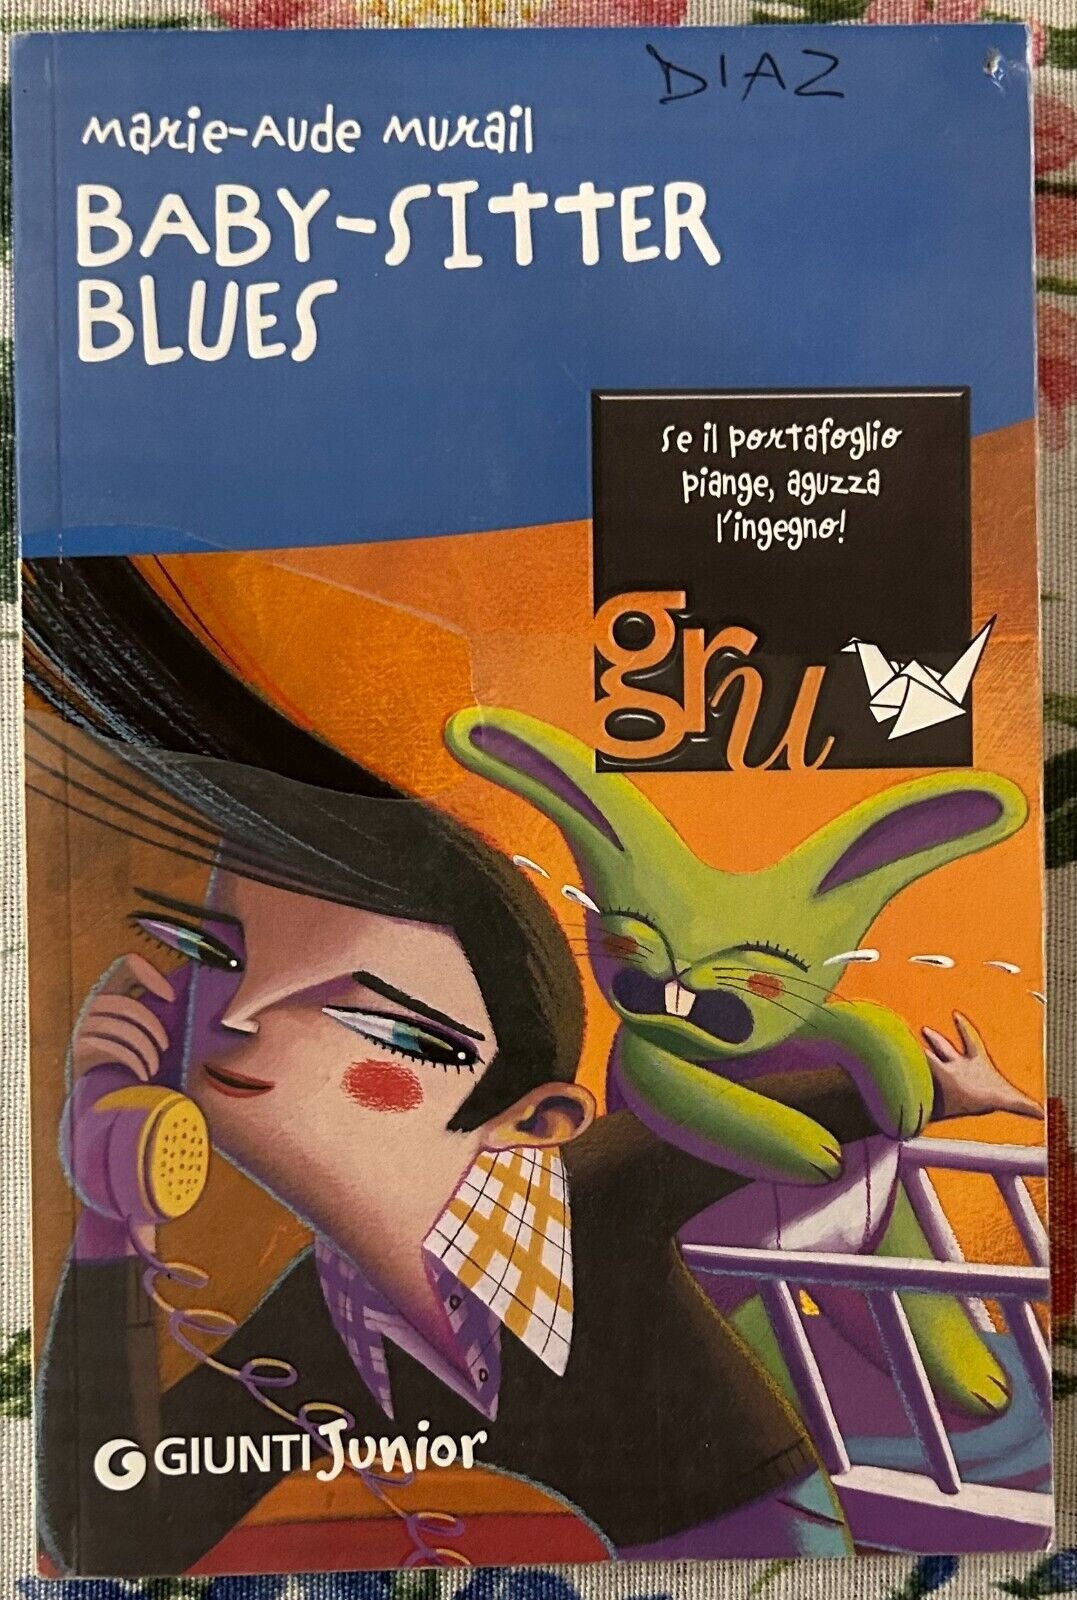 DIAZ
Marie-Aude Murail
BABY-SITTER
BLUES
Se il portafoglio
piange, aguzza
l'ingegno!
gru
GIUNTI Junior